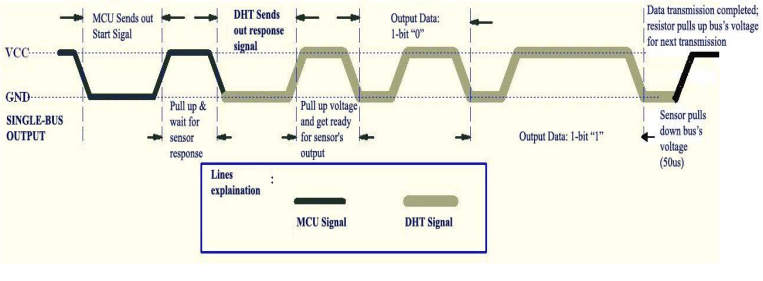 MCU Sends out
Start Sigal
DHT Sends
out response
signal
Output Data:
1-bit “0”
Data transmission completed;
resistor pulls up bus's voltage
for next transmission
VCC
GND
SINGLE-BUS
OUTPUT
Pull up &
wait for
sensor
response
Pull up voltage
and get ready
for sensor's
output
Output Data: 1-bit “1”
Sensor pulls
down bus's
voltage
(50us)
Lines
explaination
:
MCU Signal
DHT Signal